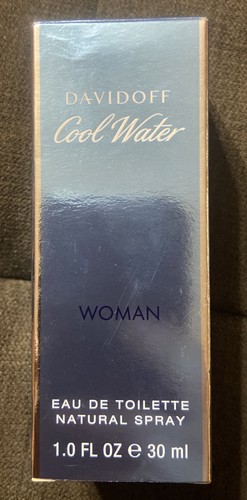 DAVIDOFF
Cool Water
WOMAN
EAU DE TOILETTE
NATURAL SPRAY
1.0 FL OZ ℮ 30 ml